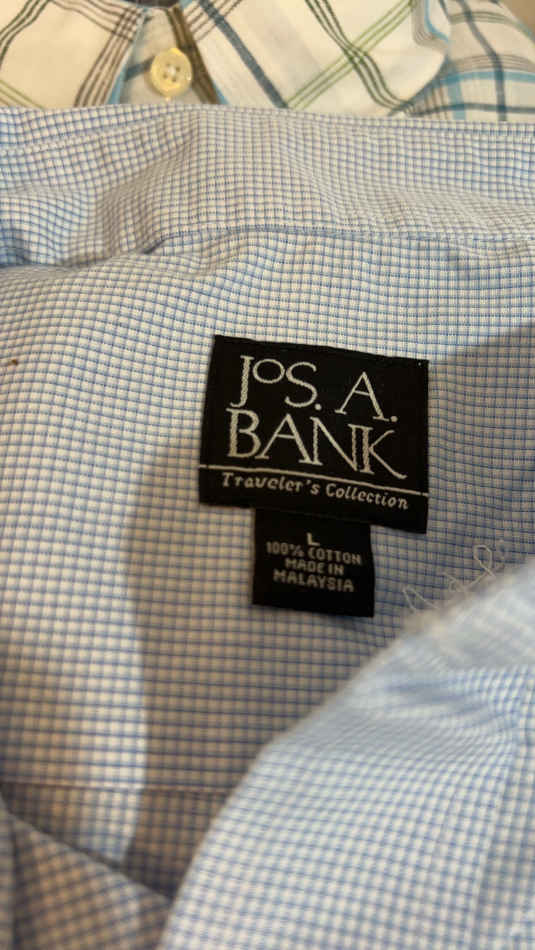 JOS. A.
BANK
Traveler's Collection
L
100% COTTON
MADE IN
MALAYSIA